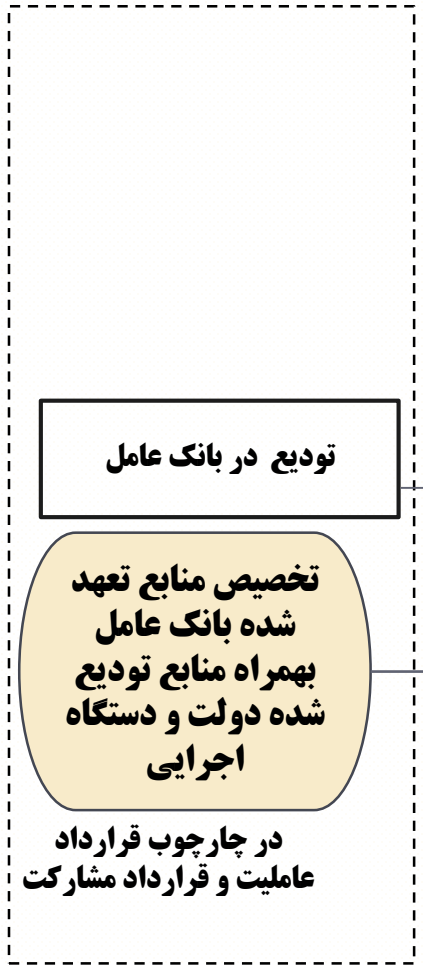 تودیع در بانک عامل
تخصیص منابع تعهد
شده بانک عامل
بهمراه منابع تودیع
شده دولت و دستگاه
اجرایی
در چارچوب قرارداد
عاملیت و قرارداد مشارکت